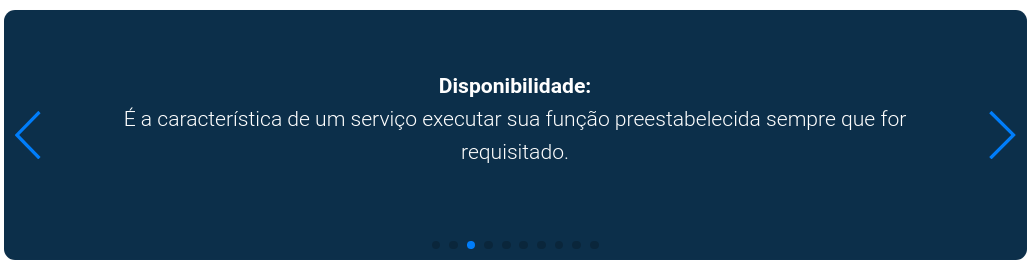 Disponibilidade:
É a característica de um serviço executar sua função preestabelecida sempre que for
requisitado.